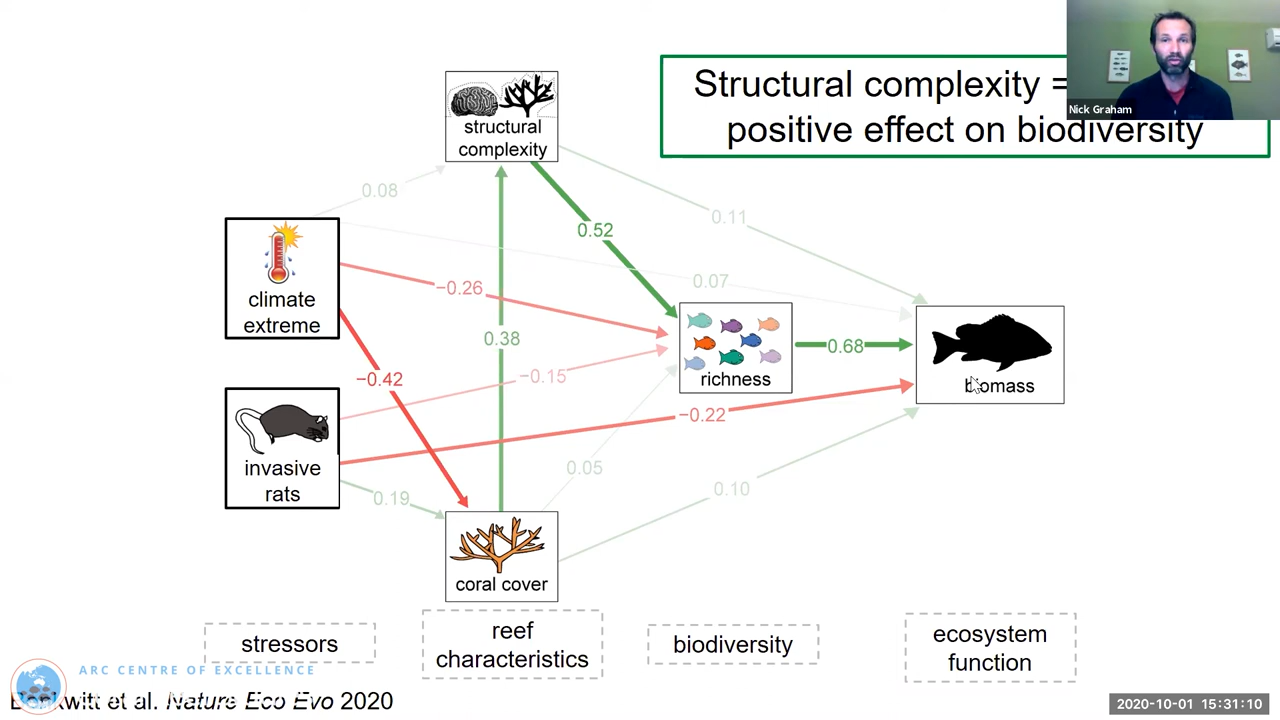 Structural complexity =
positive effect on biodiversity
Nick Graham
structural
complexity
0.08
0.11
0.52
climate
extreme
−0.26
0.07
0.38
richness
0.68
biomass
−0.42
−0.15
−0.22
invasive
rats
0.19
0.05
0.10
coral cover
stressors
reef
characteristics
biodiversity
ecosystem
function
ARC CENTRE OF EXCELLENCE
et al. Nature Eco Evo 2020
2020-10-01 15:31:10